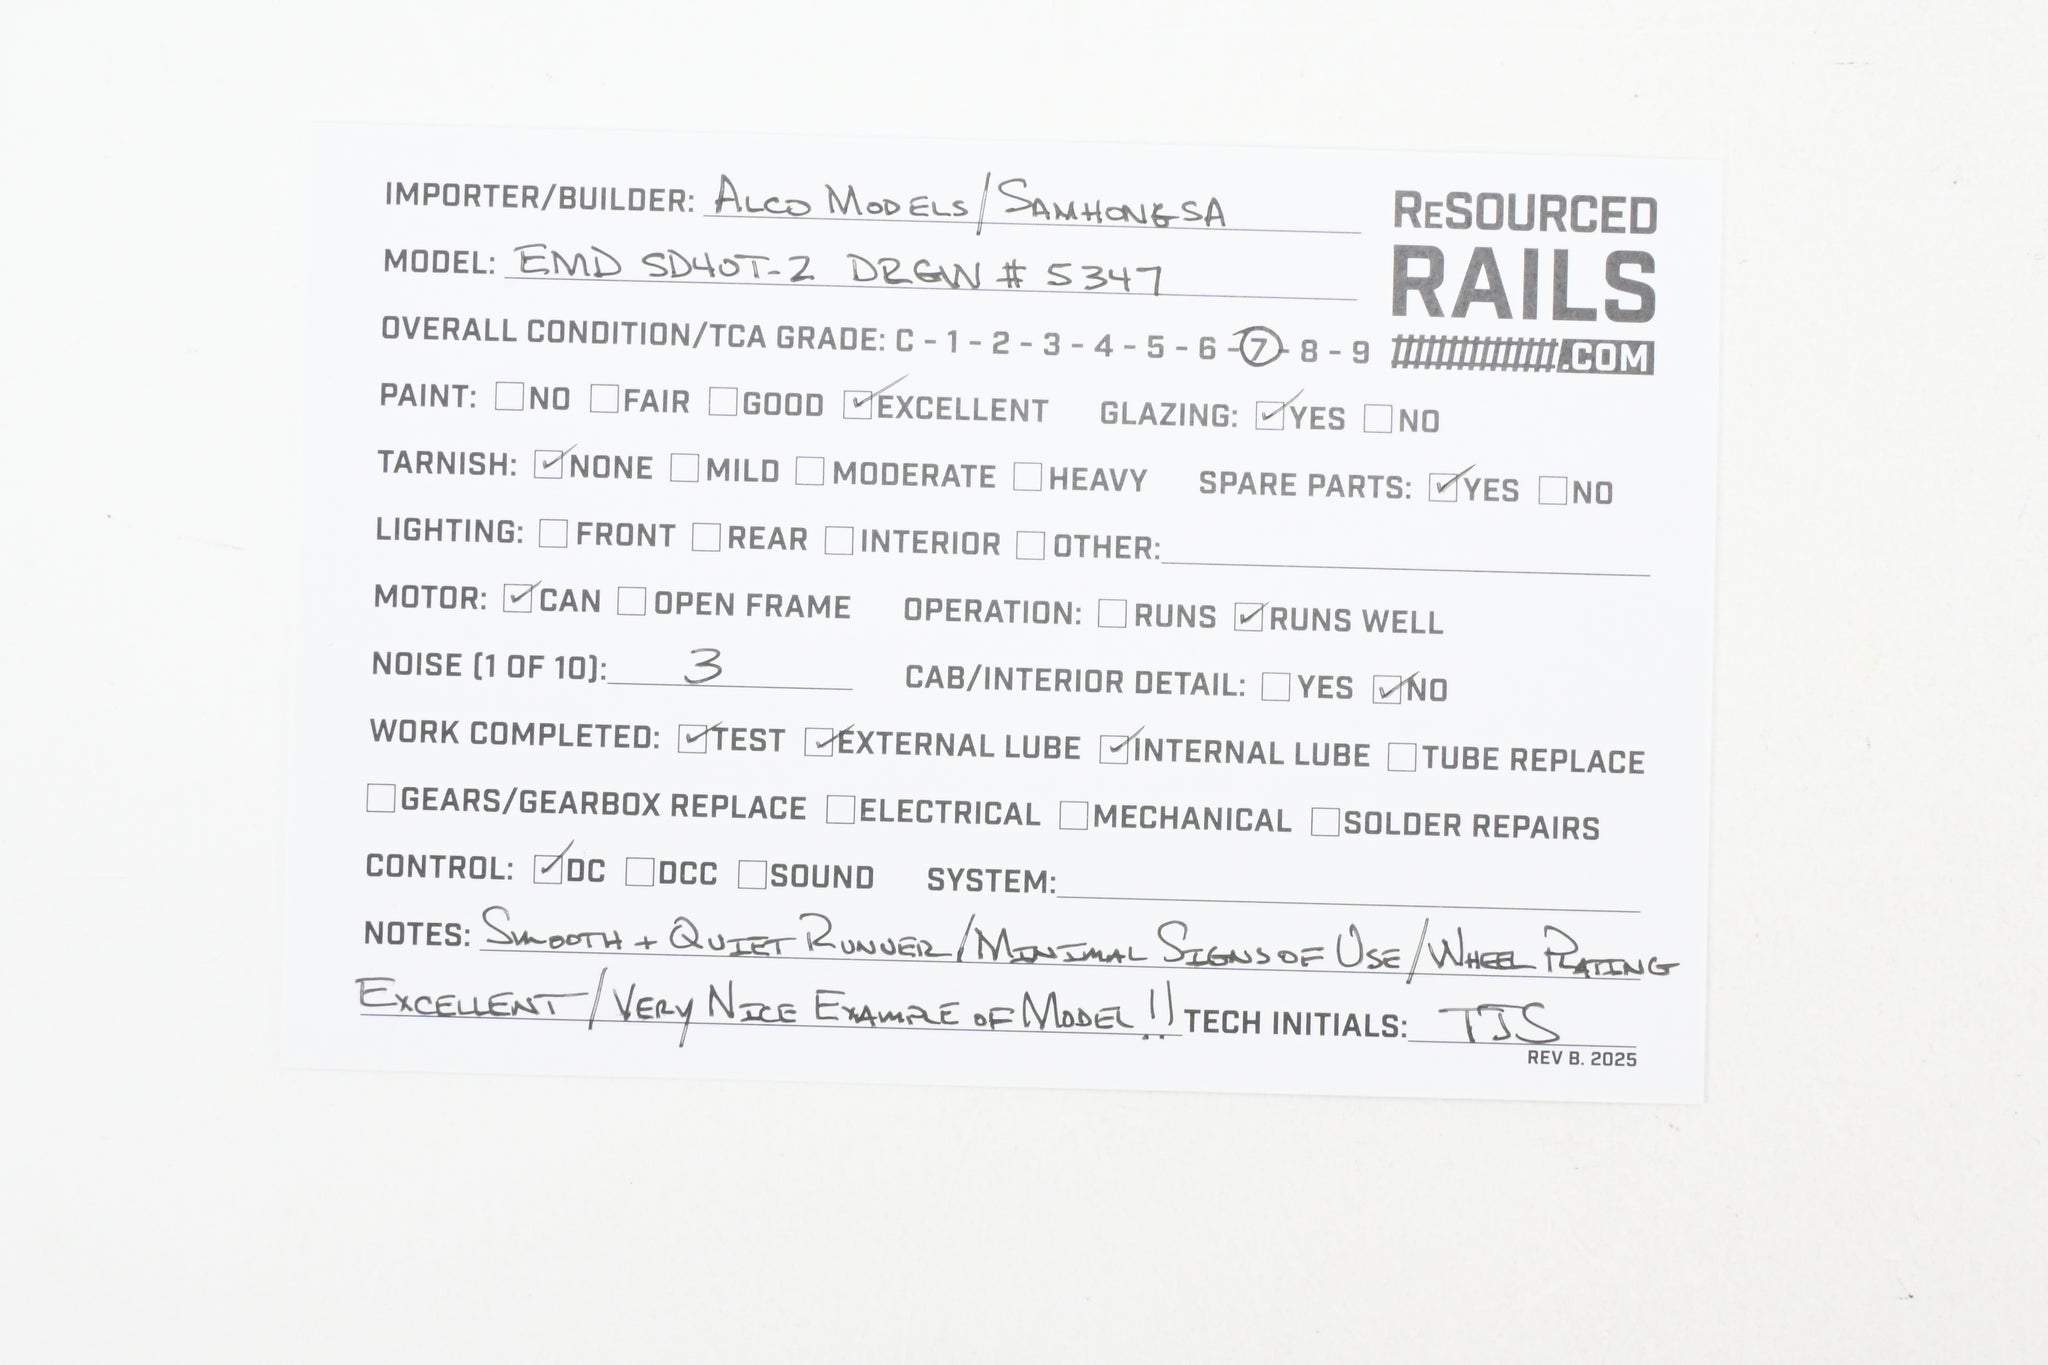 IMPORTER/BUILDER: ALCO MODELS/SAMHONGSA
ReSOURCED
RAILS
.COM
MODEL: EMD SD40T-2 DRGW # 5347
OVERALL CONDITION/TCA GRADE: C - 1 - 2 - 3 - 4 - 5 - 6 - 7 - 8 - 9
PAINT: ☐NO ☐FAIR ☐GOOD ☑EXCELLENT GLAZING: ☑YES ☐NO
TARNISH: ☑NONE ☐MILD ☐MODERATE ☐HEAVY SPARE PARTS: ☑YES ☐NO
LIGHTING: ☐FRONT ☐REAR ☐INTERIOR ☐OTHER:
MOTOR: ☑CAN ☐OPEN FRAME OPERATION: ☐RUNS ☑RUNS WELL
NOISE (1 OF 10): 3 CAB/INTERIOR DETAIL: ☐YES ☑NO
WORK COMPLETED: ☑TEST ☑EXTERNAL LUBE ☑INTERNAL LUBE ☐TUBE REPLACE
☐GEARS/GEARBOX REPLACE ☐ELECTRICAL ☐MECHANICAL ☐SOLDER REPAIRS
CONTROL: ☑DC ☐DCC ☐SOUND SYSTEM:
NOTES: SMOOTH + QUIET RUNNER/MINIMAL SIGNS OF USE/WHEEL PLATING
EXCELLENT/VERY NICE EXAMPLE OF MODEL!! TECH INITIALS: TJS
REV B. 2025